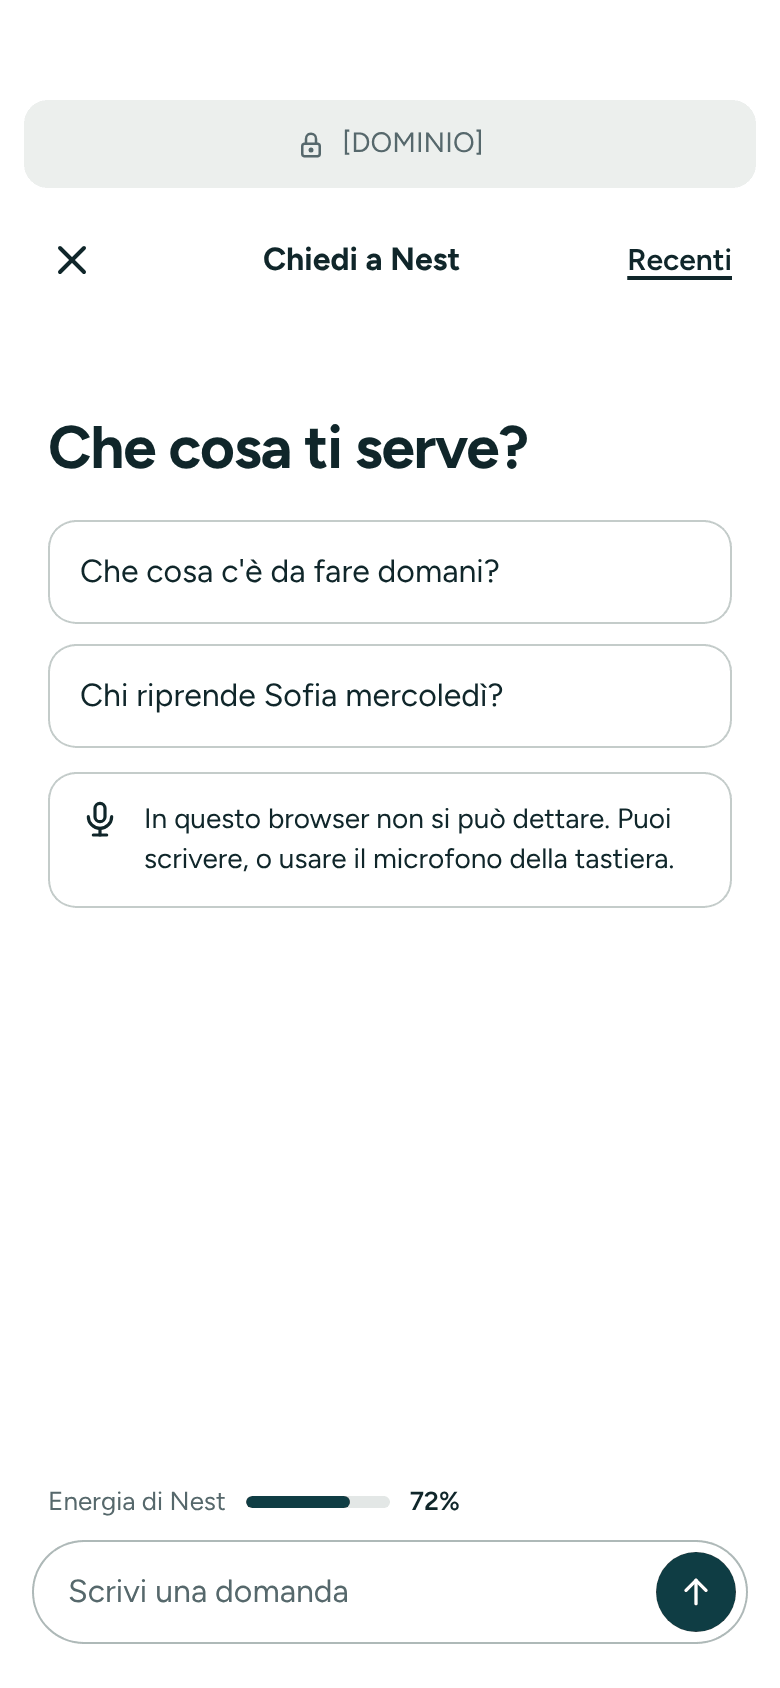 [DOMINIO]
Chiedi a Nest
Recenti
Che cosa ti serve?
Che cosa c'è da fare domani?
Chi riprende Sofia mercoledì?
In questo browser non si può dettare. Puoi
scrivere, o usare il microfono della tastiera.
Energia di Nest
72%
Scrivi una domanda